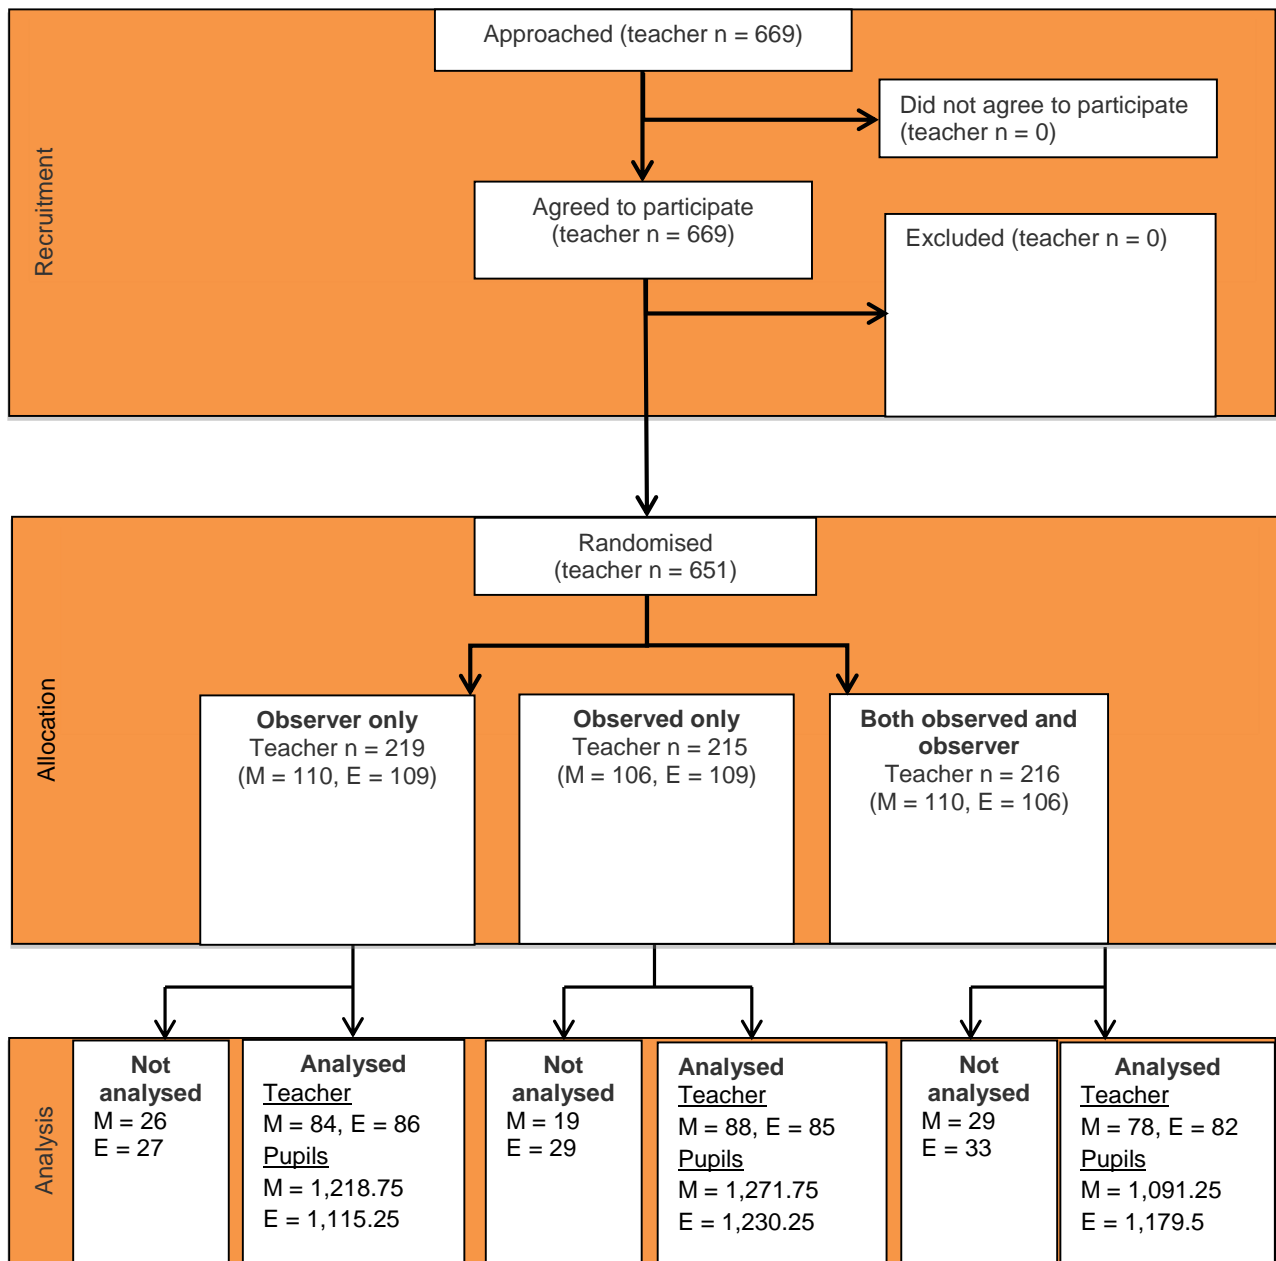 Approached (teacher n = 669)
Did not agree to participate
(teacher n = 0)
Recruitment
Agreed to participate
(teacher n = 669)
Excluded (teacher n = 0)
Randomised
(teacher n = 651)
Allocation
Observer only
Teacher n = 219
(M = 110, E = 109)
Observed only
Teacher n = 215
(M = 106, E = 109)
Both observed and
observer
Teacher n = 216
(M = 110, E = 106)
Analysis
Not
analysed
M = 26
E = 27
Analysed
Teacher
M = 84, E = 86
Pupils
M = 1,218.75
E = 1,115.25
Not
analysed
M = 19
E = 29
Analysed
Teacher
M = 88, E = 85
Pupils
M = 1,271.75
E = 1,230.25
Not
analysed
M = 29
E = 33
Analysed
Teacher
M = 78, E = 82
Pupils
M = 1,091.25
E = 1,179.5